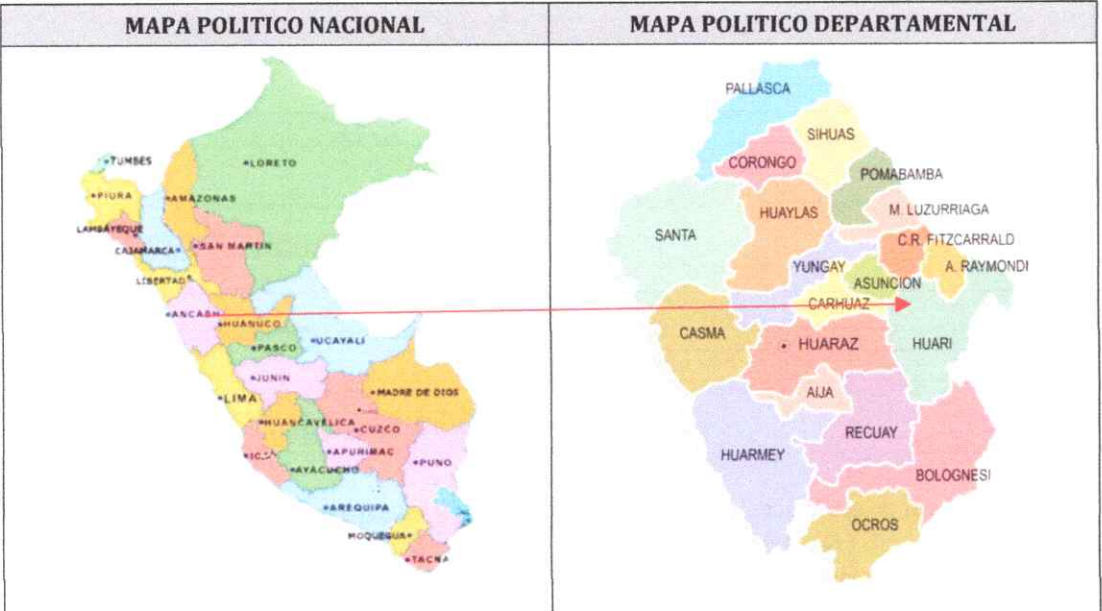 MAPA POLITICO NACIONAL
MAPA POLITICO DEPARTAMENTAL
TUMBES
LORETO
PIURA
AMAZONAS
LAMBAYEQUE
CAJAMARCA
SAN MARTIN
LIBERTAD
ANCASH
HUANUCO
PASCO
UCAYALI
JUNIN
LIMA
MADRE DE DIOS
HUANCAVELICA
CUZCO
ICA
APURIMAC
AYACUCHO
PUNO
AREQUIPA
MOQUEGUA
TACNA
PALLASCA
SIHUAS
CORONGO
POMABAMBA
HUAYLAS
M. LUZURRIAGA
SANTA
C.R. FITZCARRALD
YUNGAY
A. RAYMONDI
ASUNCION
CARHUAZ
CASMA
HUARAZ
HUARI
AIJA
RECUAY
HUARMEY
BOLOGNESI
OCROS